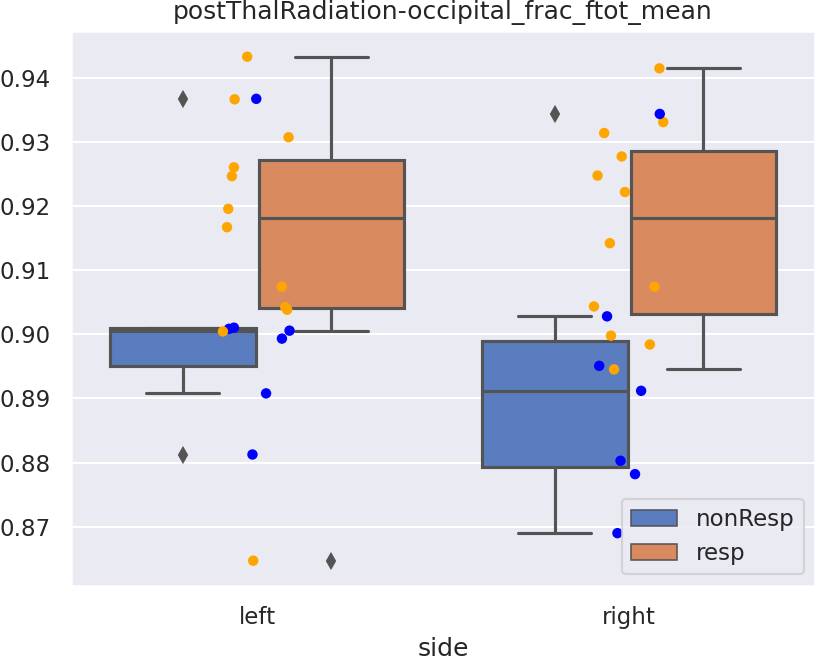 postThalRadiation-occipital_frac_ftot_mean
0.94
0.93
0.92
0.91
0.90
0.89
0.88
0.87
nonResp
resp
left
right
side